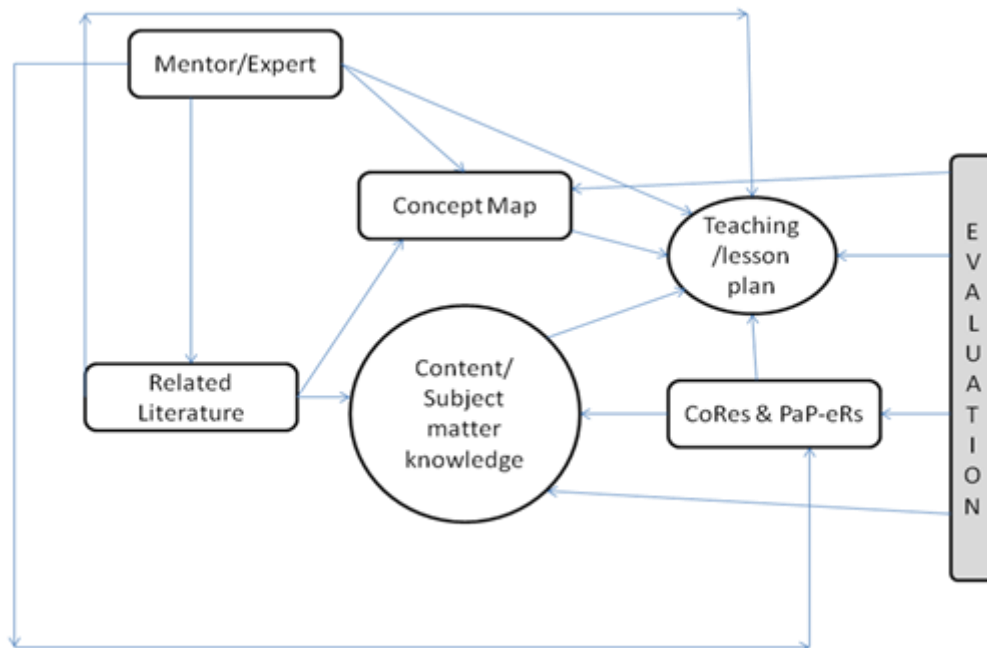 Mentor/Expert
Concept Map
Teaching
/lesson
plan
Related
Literature
Content/
Subject
matter
knowledge
CoRes & PaP-eRs
E
V
A
L
U
A
T
I
O
N